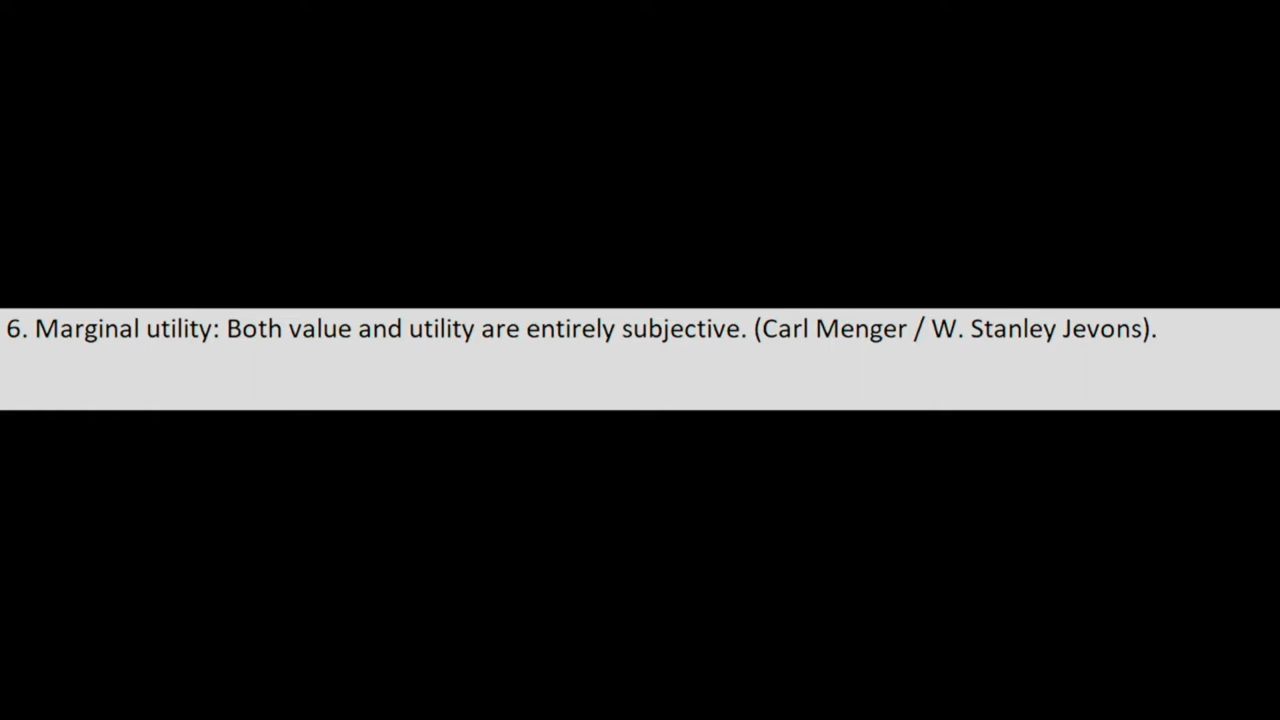 6. Marginal utility: Both value and utility are entirely subjective. (Carl Menger / W. Stanley Jevons).